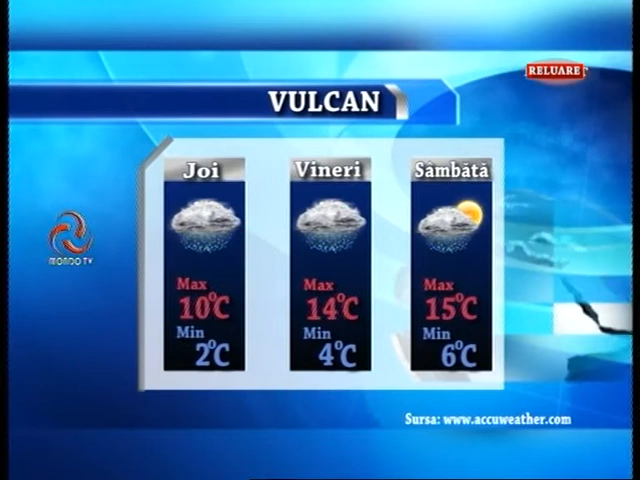 RELUARE
VULCAN
Joi
Vineri
Sâmbătă
Max
10°C
Min
2°C
Max
14°C
Min
4°C
Max
15°C
Min
6°C
MONDO TV
Sursa: www.accuweather.com